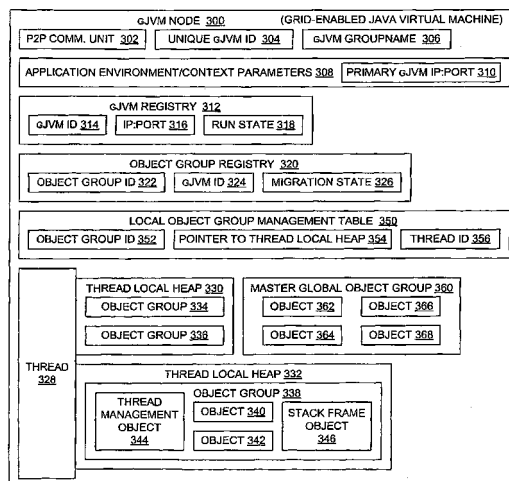 GJVM NODE 300 (GRID-ENABLED JAVA VIRTUAL MACHINE)
P2P COMM. UNIT 302 UNIQUE GJVM ID 304 GJVM GROUPNAME 306
APPLICATION ENVIRONMENT/CONTEXT PARAMETERS 308 PRIMARY GJVM IP:PORT 310
GJVM REGISTRY 312
GJVM ID 314 IP:PORT 316 RUN STATE 318
OBJECT GROUP REGISTRY 320
OBJECT GROUP ID 322 GJVM ID 324 MIGRATION STATE 326
LOCAL OBJECT GROUP MANAGEMENT TABLE 350
OBJECT GROUP ID 352 POINTER TO THREAD LOCAL HEAP 354 THREAD ID 356
THREAD
328
THREAD LOCAL HEAP 330
OBJECT GROUP 334
OBJECT GROUP 336
MASTER GLOBAL OBJECT GROUP 360
OBJECT 362 OBJECT 366
OBJECT 364 OBJECT 368
THREAD LOCAL HEAP 332
OBJECT GROUP 338
THREAD
MANAGEMENT
OBJECT
344
OBJECT 340
OBJECT 342
STACK FRAME
OBJECT
346